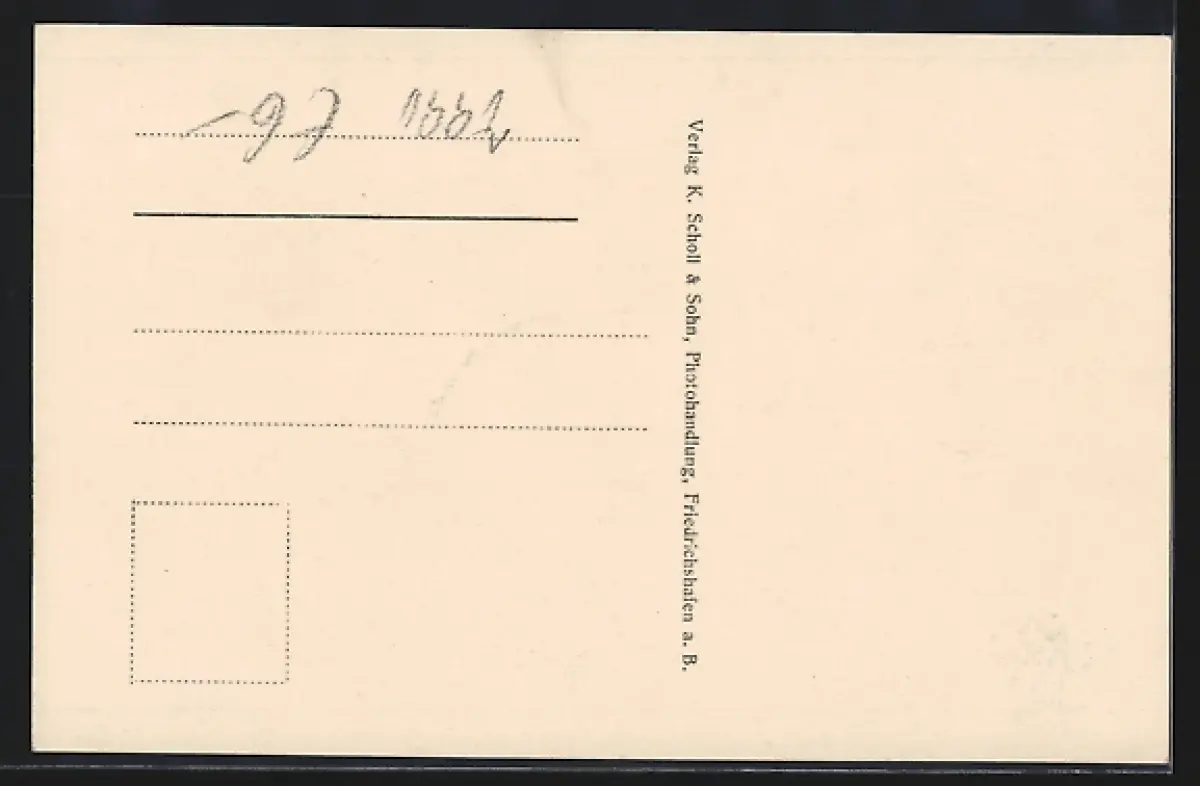 Verlag K. Scholl & Sohn, Photohandlung, Friedrichshafen a. B.